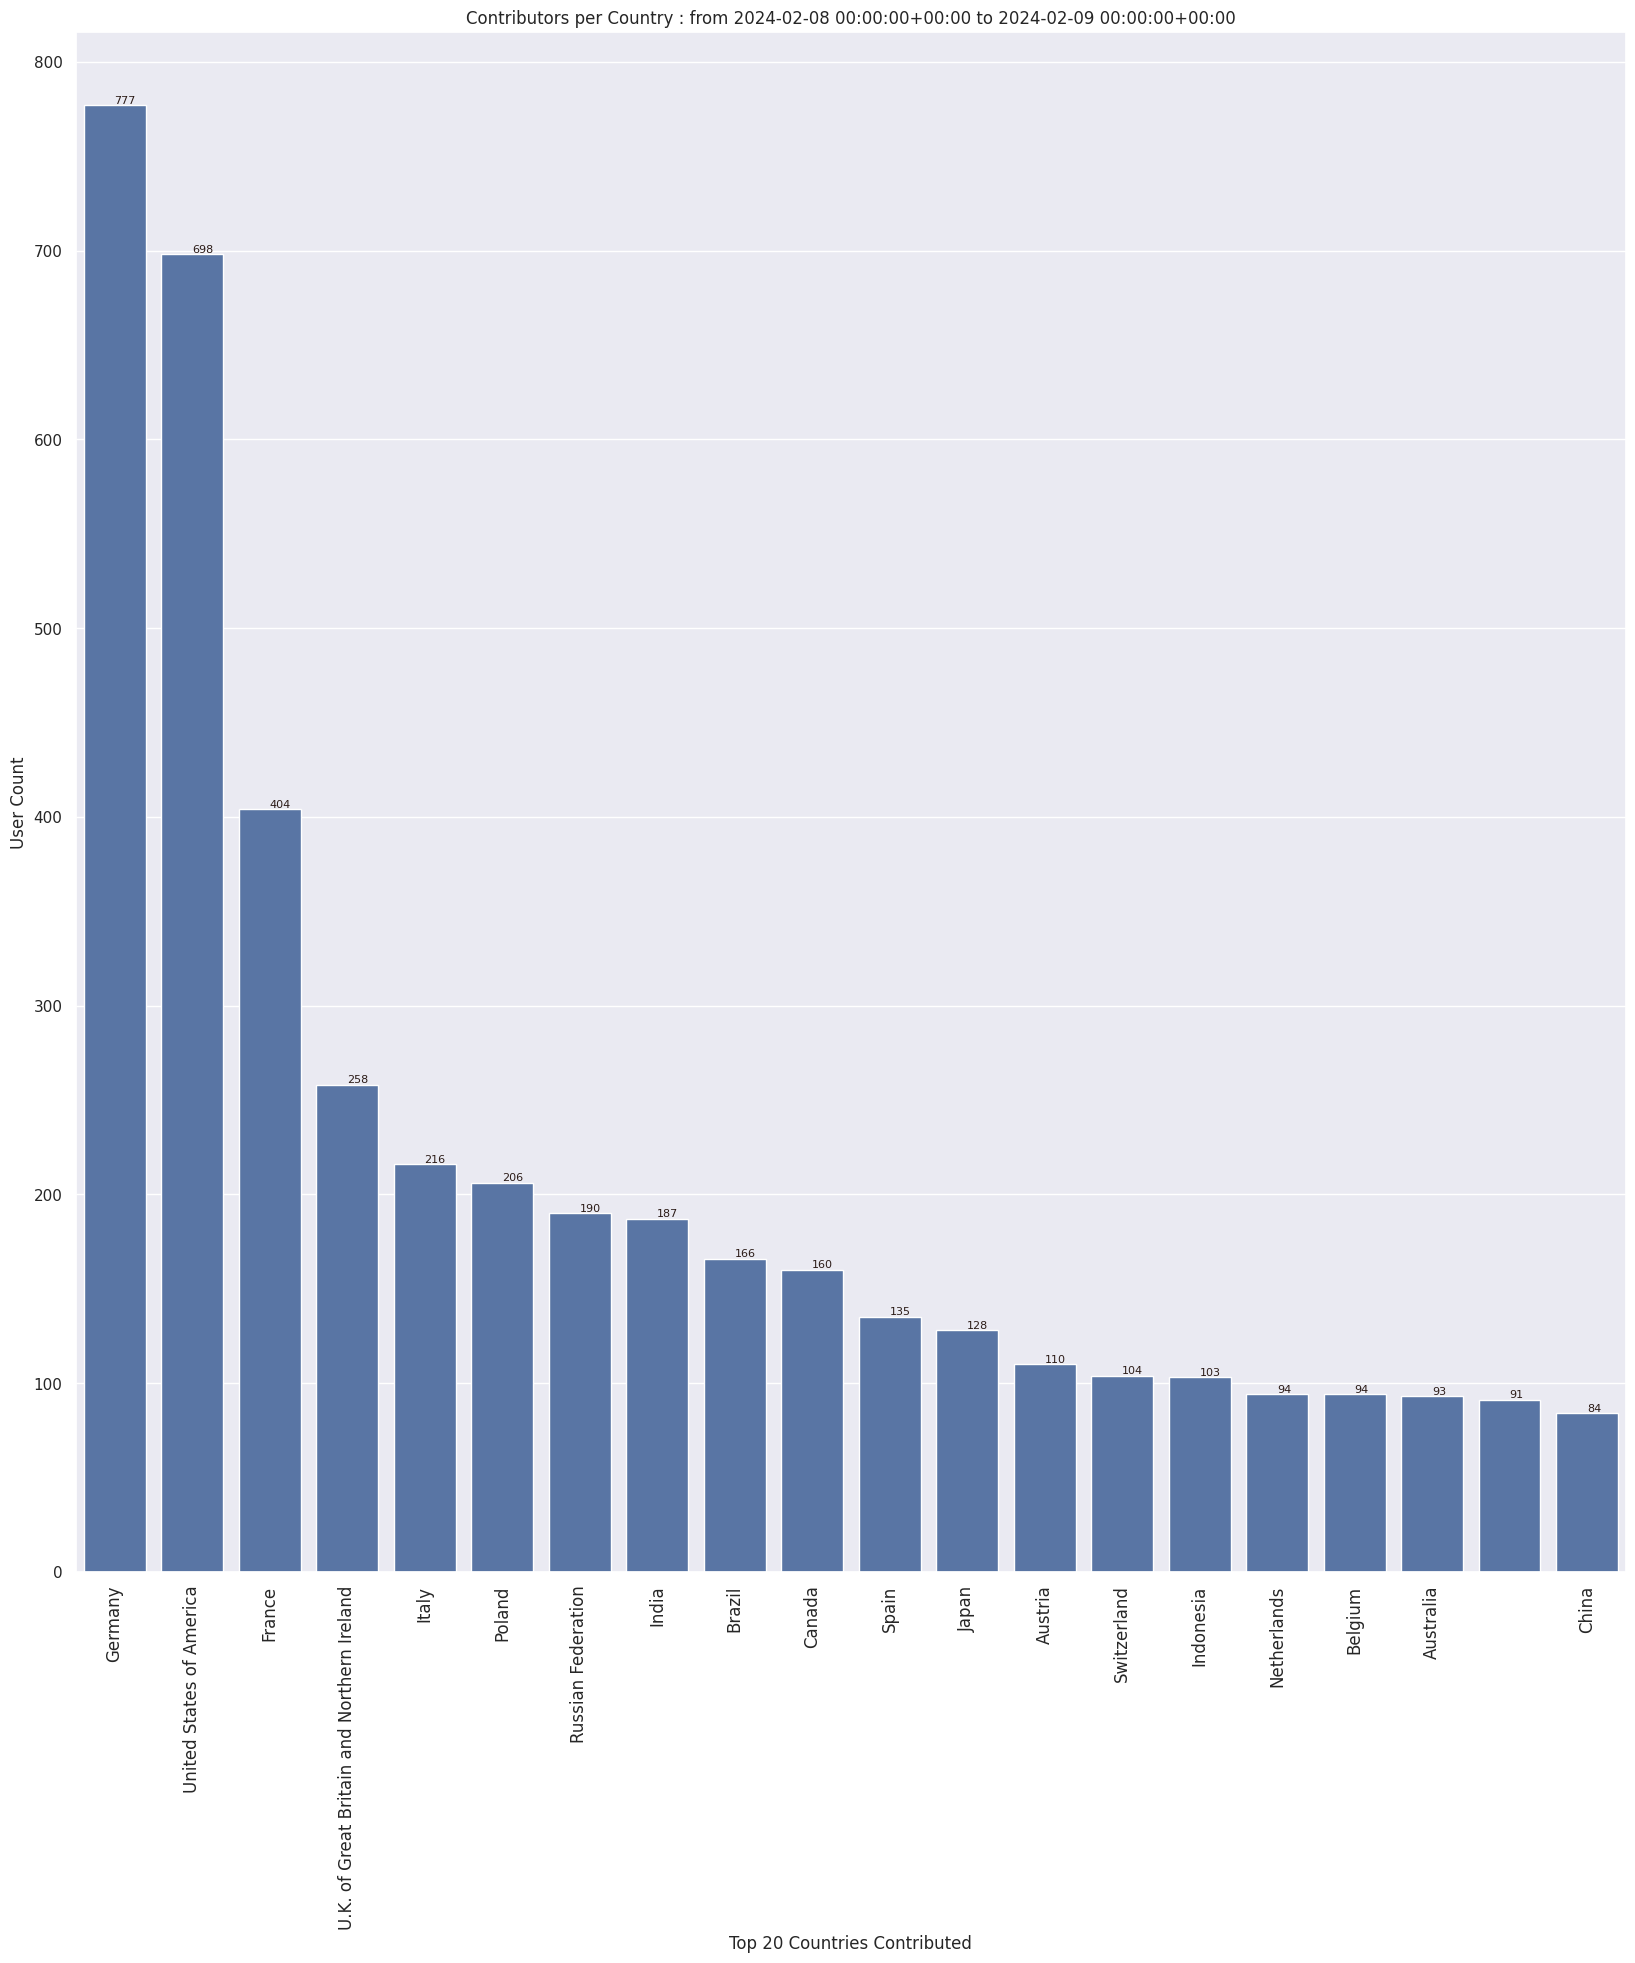 Contributors per Country : from 2024-02-08 00:00:00+00:00 to 2024-02-09 00:00:00+00:00
User Count
800
700
600
500
400
300
200
100
0
777
698
404
258
216
206
190
187
166
160
135
128
110
104
103
94
94
93
91
84
Germany
United States of America
France
U.K. of Great Britain and Northern Ireland
Italy
Poland
Russian Federation
India
Brazil
Canada
Spain
Japan
Austria
Switzerland
Indonesia
Netherlands
Belgium
Australia
China
Top 20 Countries Contributed